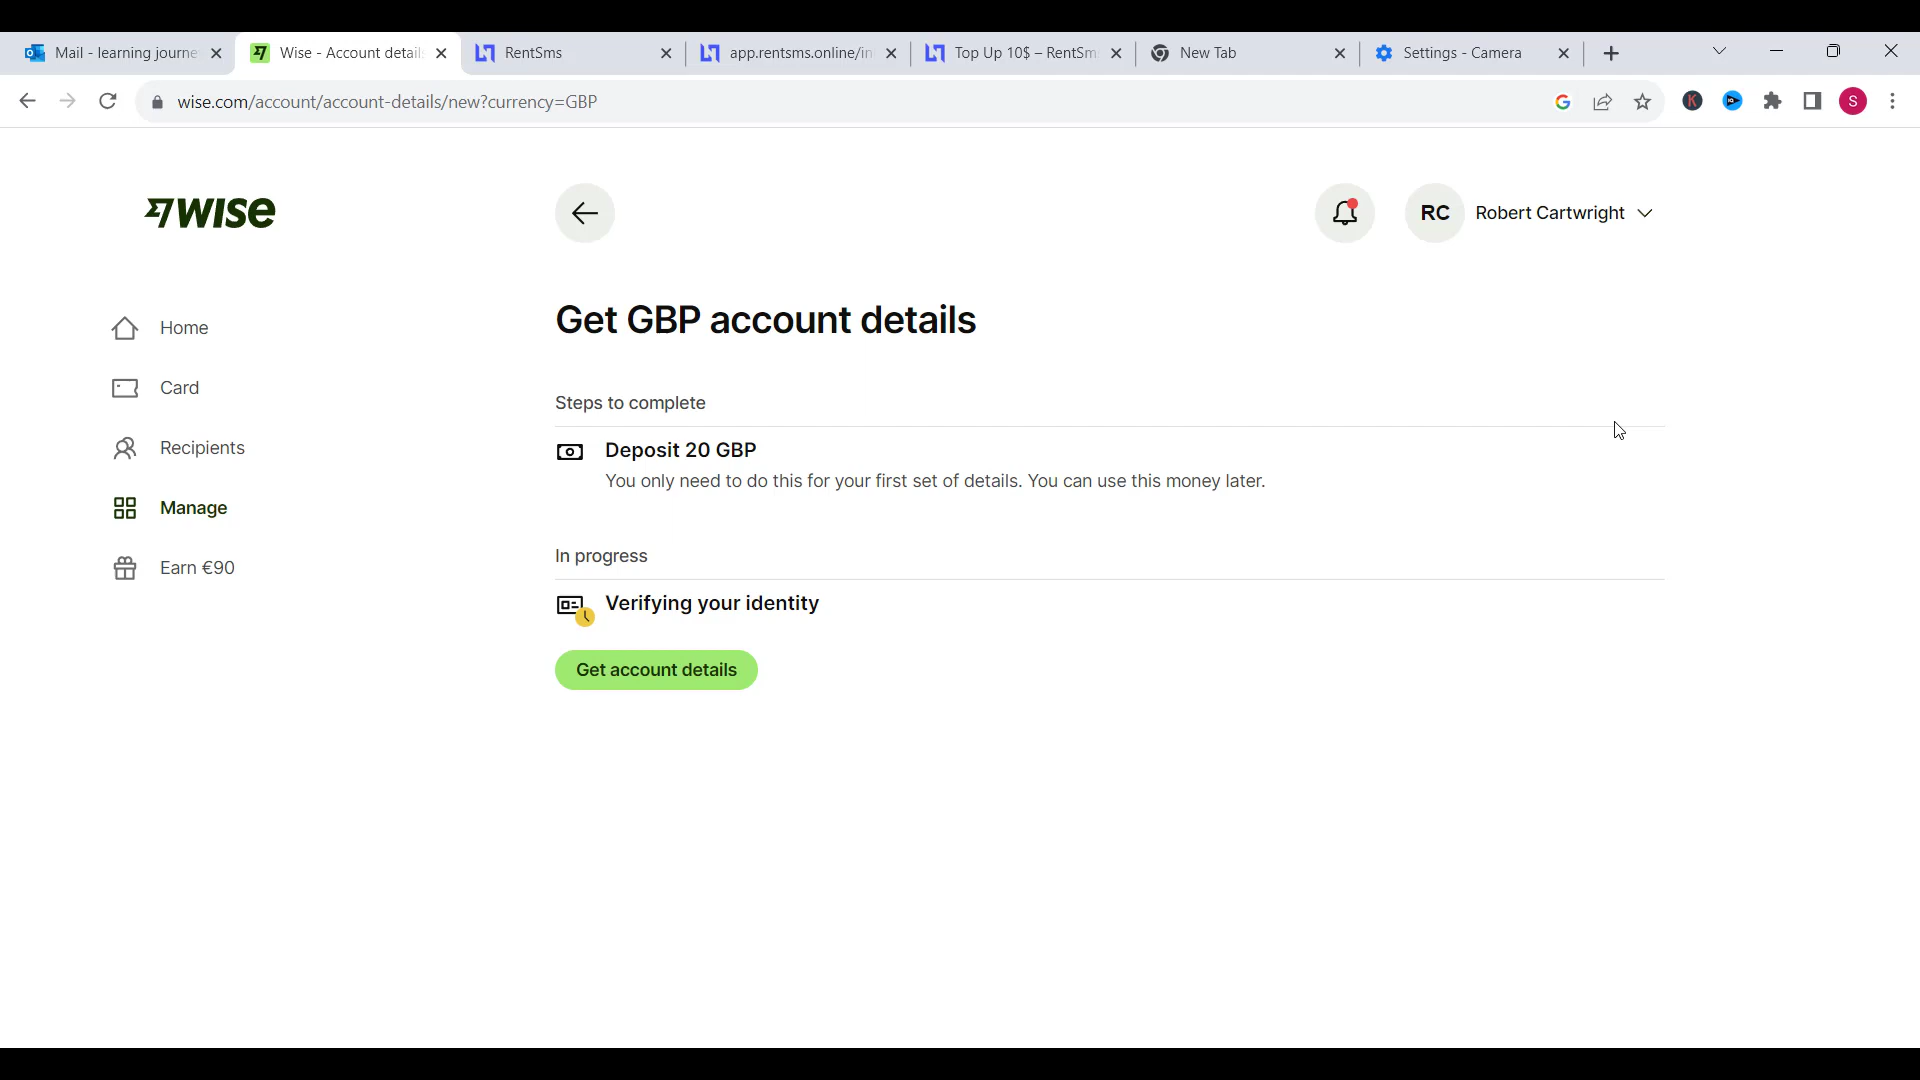 Mail - learning journe
Wise - Account details
RentSms
app.rentsms.online/in
Top Up 10$ – RentSm
New Tab
Settings - Camera
wise.com/account/account-details/new?currency=GBP
K
S
WISE
RC
Robert Cartwright
Home
Card
Recipients
Manage
Earn €90
Get GBP account details
Steps to complete
Deposit 20 GBP
You only need to do this for your first set of details. You can use this money later.
In progress
Verifying your identity
Get account details